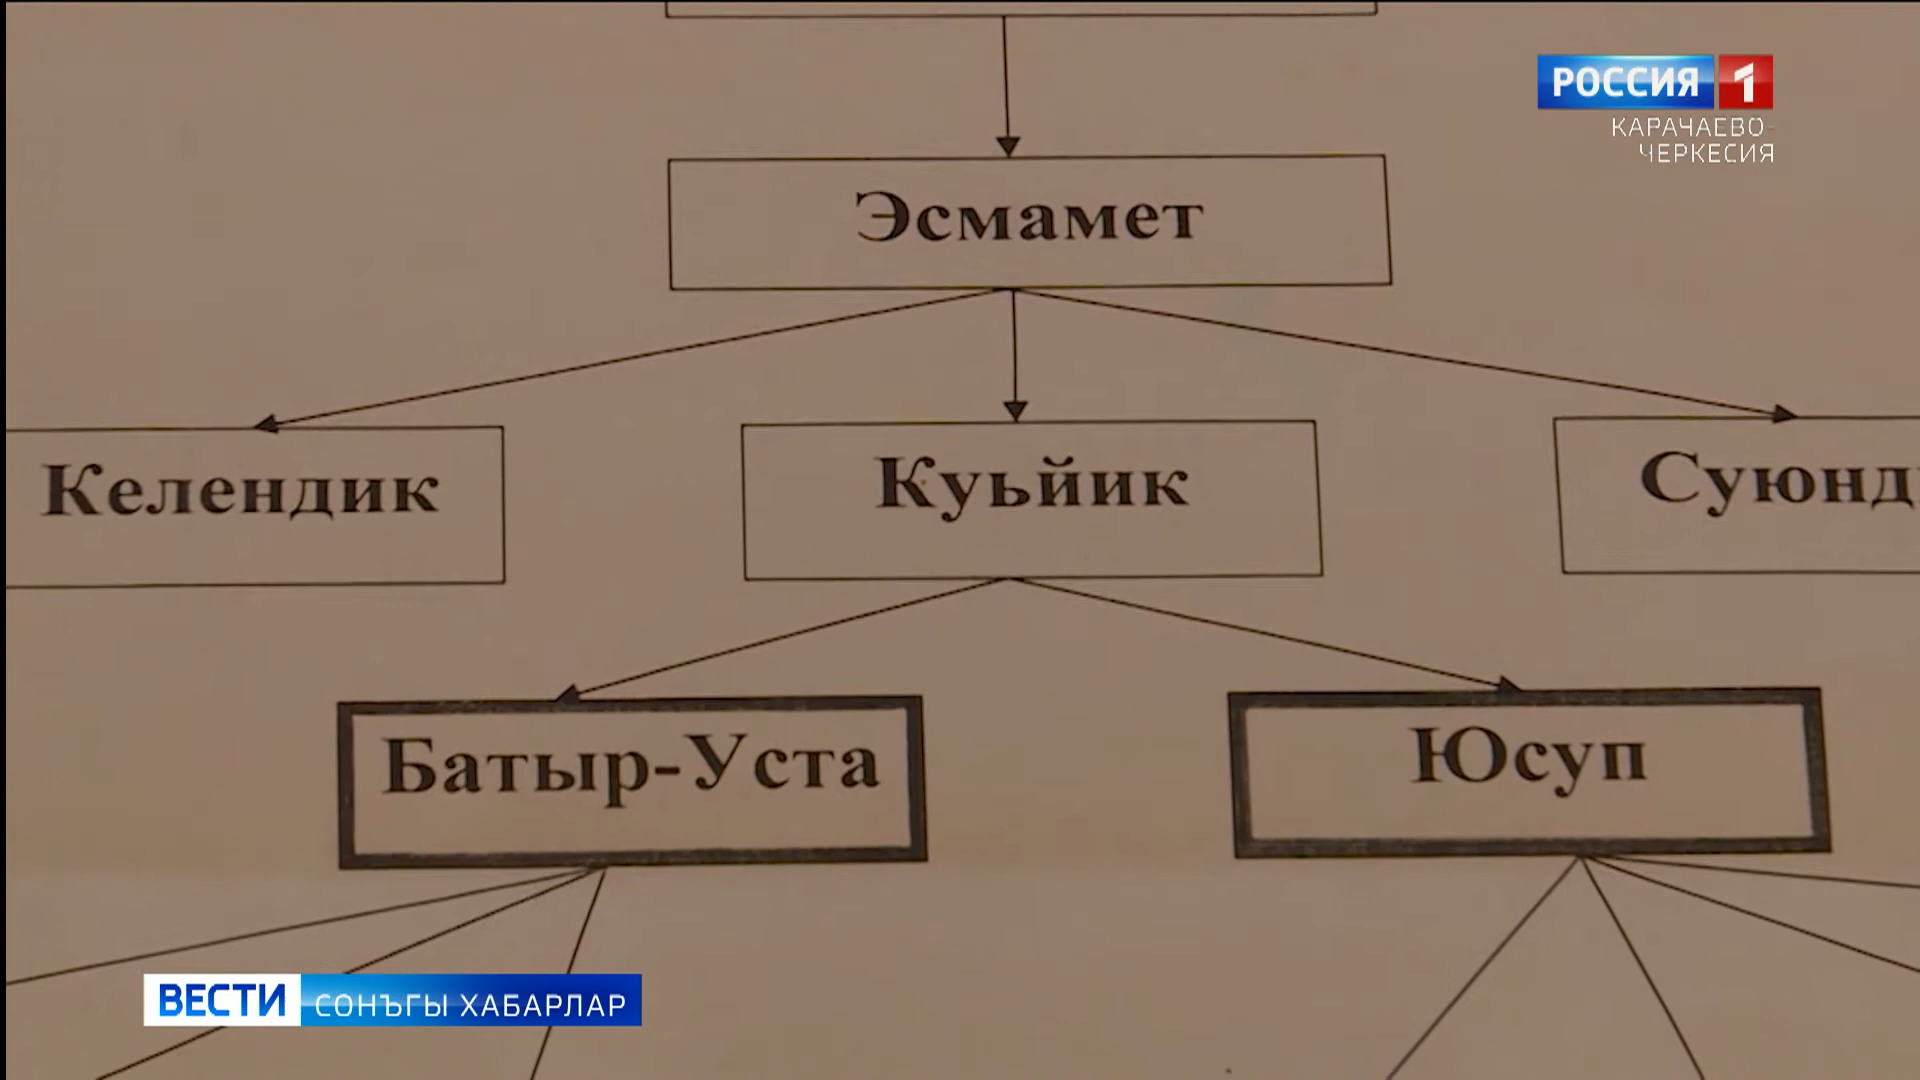 РОССИЯ 1
КАРАЧАЕВО-
ЧЕРКЕСИЯ
Эсмамет
Келендик
Куьйик
Батыр-Уста
Юсуп
ВЕСТИ СОНЪГЫ ХАБАРЛАР